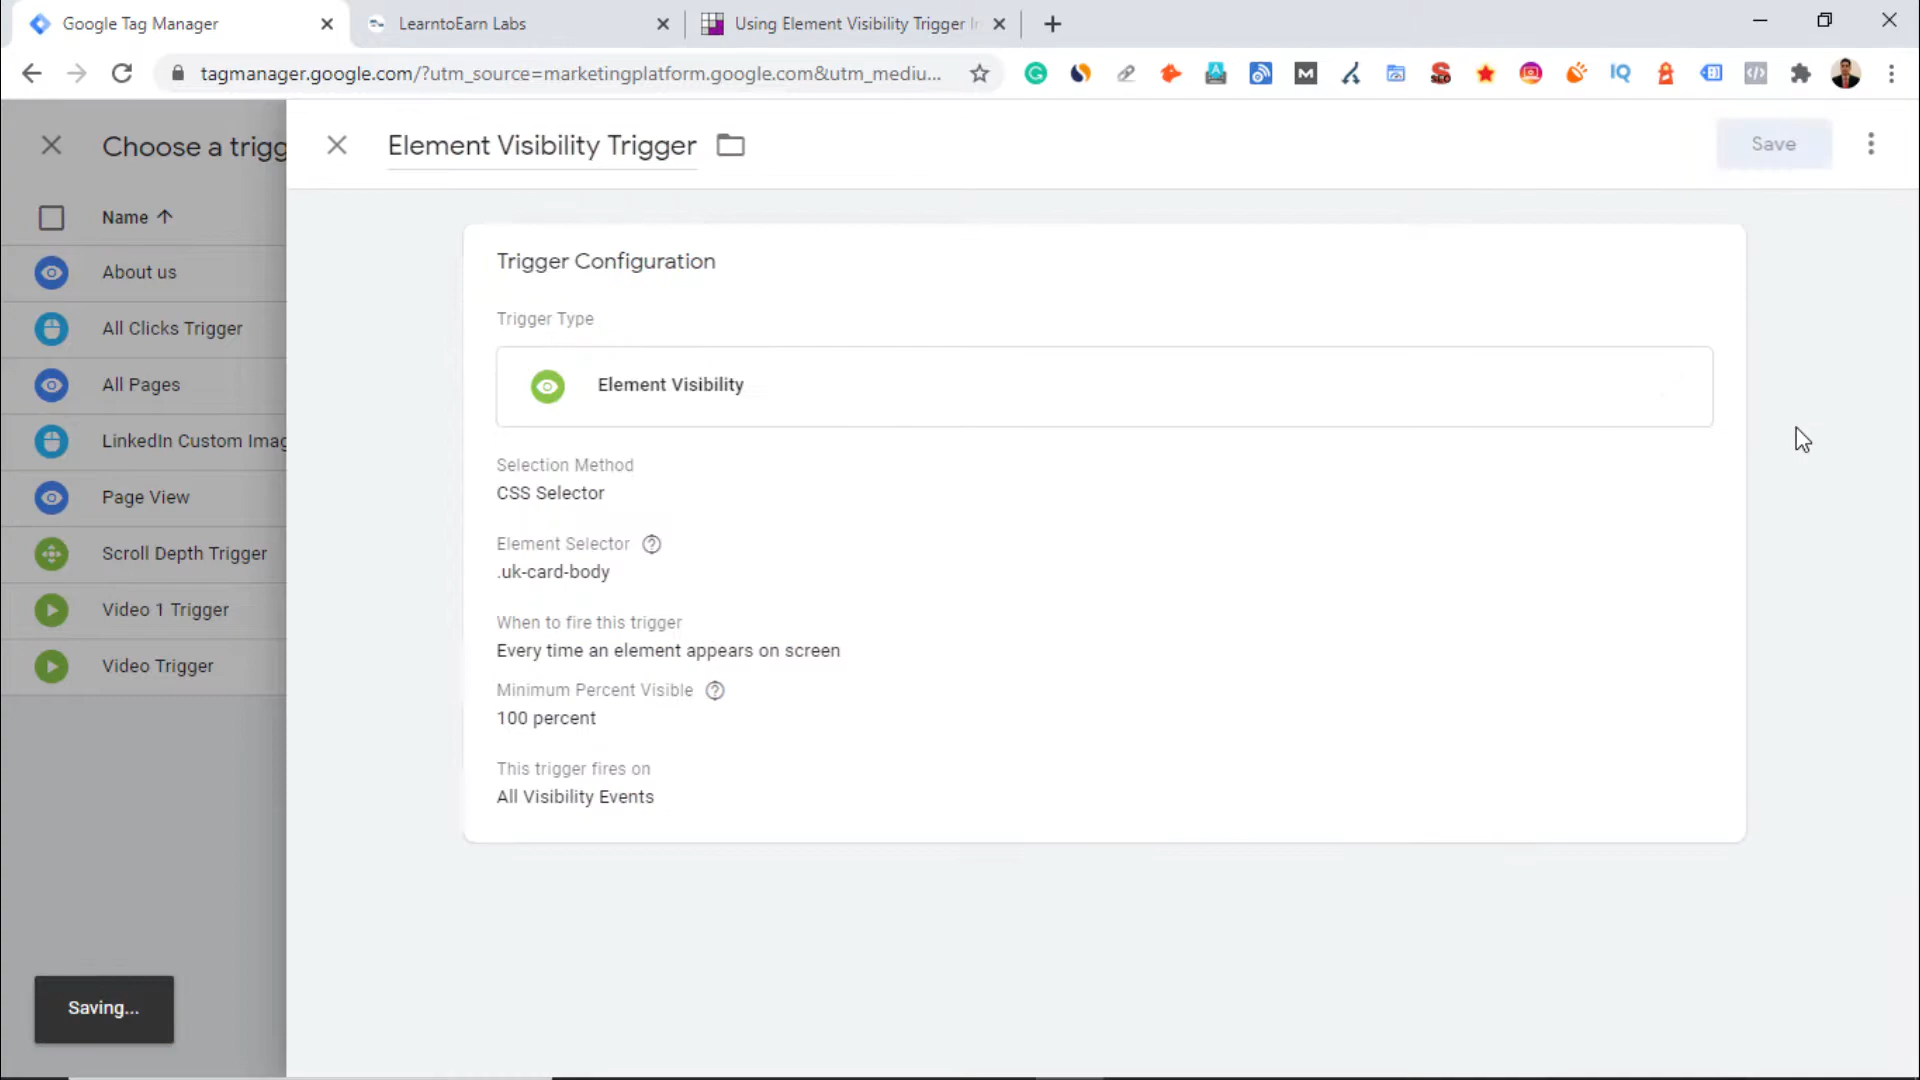 Google Tag Manager
LearntoEarn Labs
Using Element Visibility Trigger In
tagmanager.google.com/?utm_source=marketingplatform.google.com&utm_mediu...
SEO
IQ
Choose a trigg
Element Visibility Trigger
Save
Name
About us
All Clicks Trigger
All Pages
LinkedIn Custom Imag
Page View
Scroll Depth Trigger
Video 1 Trigger
Video Trigger
Trigger Configuration
Trigger Type
Element Visibility
Selection Method
CSS Selector
Element Selector
.uk-card-body
When to fire this trigger
Every time an element appears on screen
Minimum Percent Visible
100 percent
This trigger fires on
All Visibility Events
Saving...